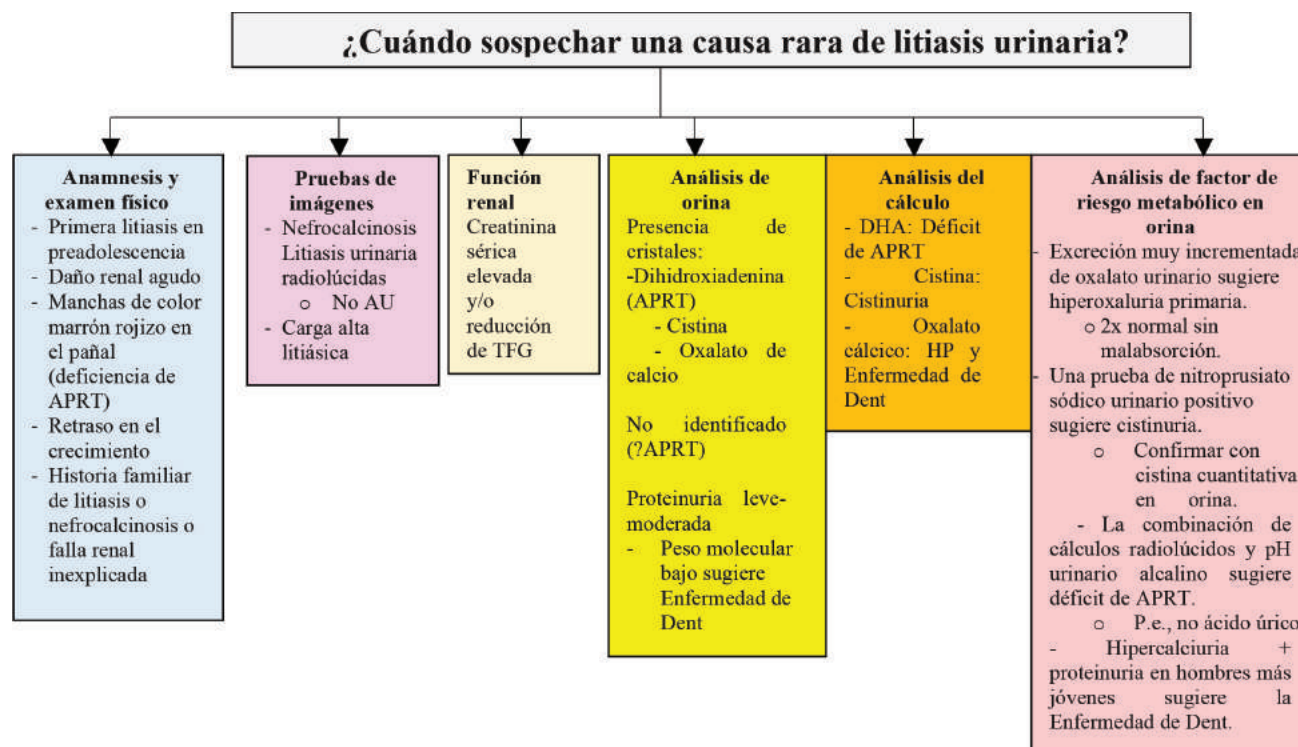 ¿Cuándo sospechar una causa rara de litiasis urinaria?
Anamnesis y
examen físico
- Primera litiasis en
preadolescencia
- Daño renal agudo
- Manchas de color
marrón rojizo en
el pañal
(deficiencia de
APRT)
- Retraso en el
crecimiento
- Historia familiar
de litiasis o
nefrocalcinosis o
falla renal
inexplicada
Pruebas de
imágenes
- Nefrocalcinosis
Litiasis urinaria
radiolúcidas
o No AU
- Carga alta
litiásica
Función
renal
Creatinina
sérica
elevada
y/o
reducción
de TFG
Análisis de
orina
Presencia de
cristales:
-Dihidroxiadenina
(APRT)
- Cistina
- Oxalato de
calcio
No identificado
(?APRT)
Proteinuria leve-
moderada
- Peso molecular
bajo sugiere
Enfermedad de
Dent
Análisis del
cálculo
- DHA: Déficit
de APRT
- Cistina:
Cistinuria
- Oxalato
cálcico: HP y
Enfermedad de
Dent
Análisis de factor de
riesgo metabólico en
orina
- Excreción muy incrementada
de oxalato urinario sugiere
hiperoxaluria primaria.
o 2x normal sin
malabsorción.
- Una prueba de nitroprusiato
sódico urinario positivo
sugiere cistinuria.
o Confirmar con
cistina cuantitativa
en orina.
- La combinación de
cálculos radiolúcidos y pH
urinario alcalino sugiere
déficit de APRT.
o P.e., no ácido úrico
- Hipercalciuria +
proteinuria en hombres más
jóvenes sugiere la
Enfermedad de Dent.